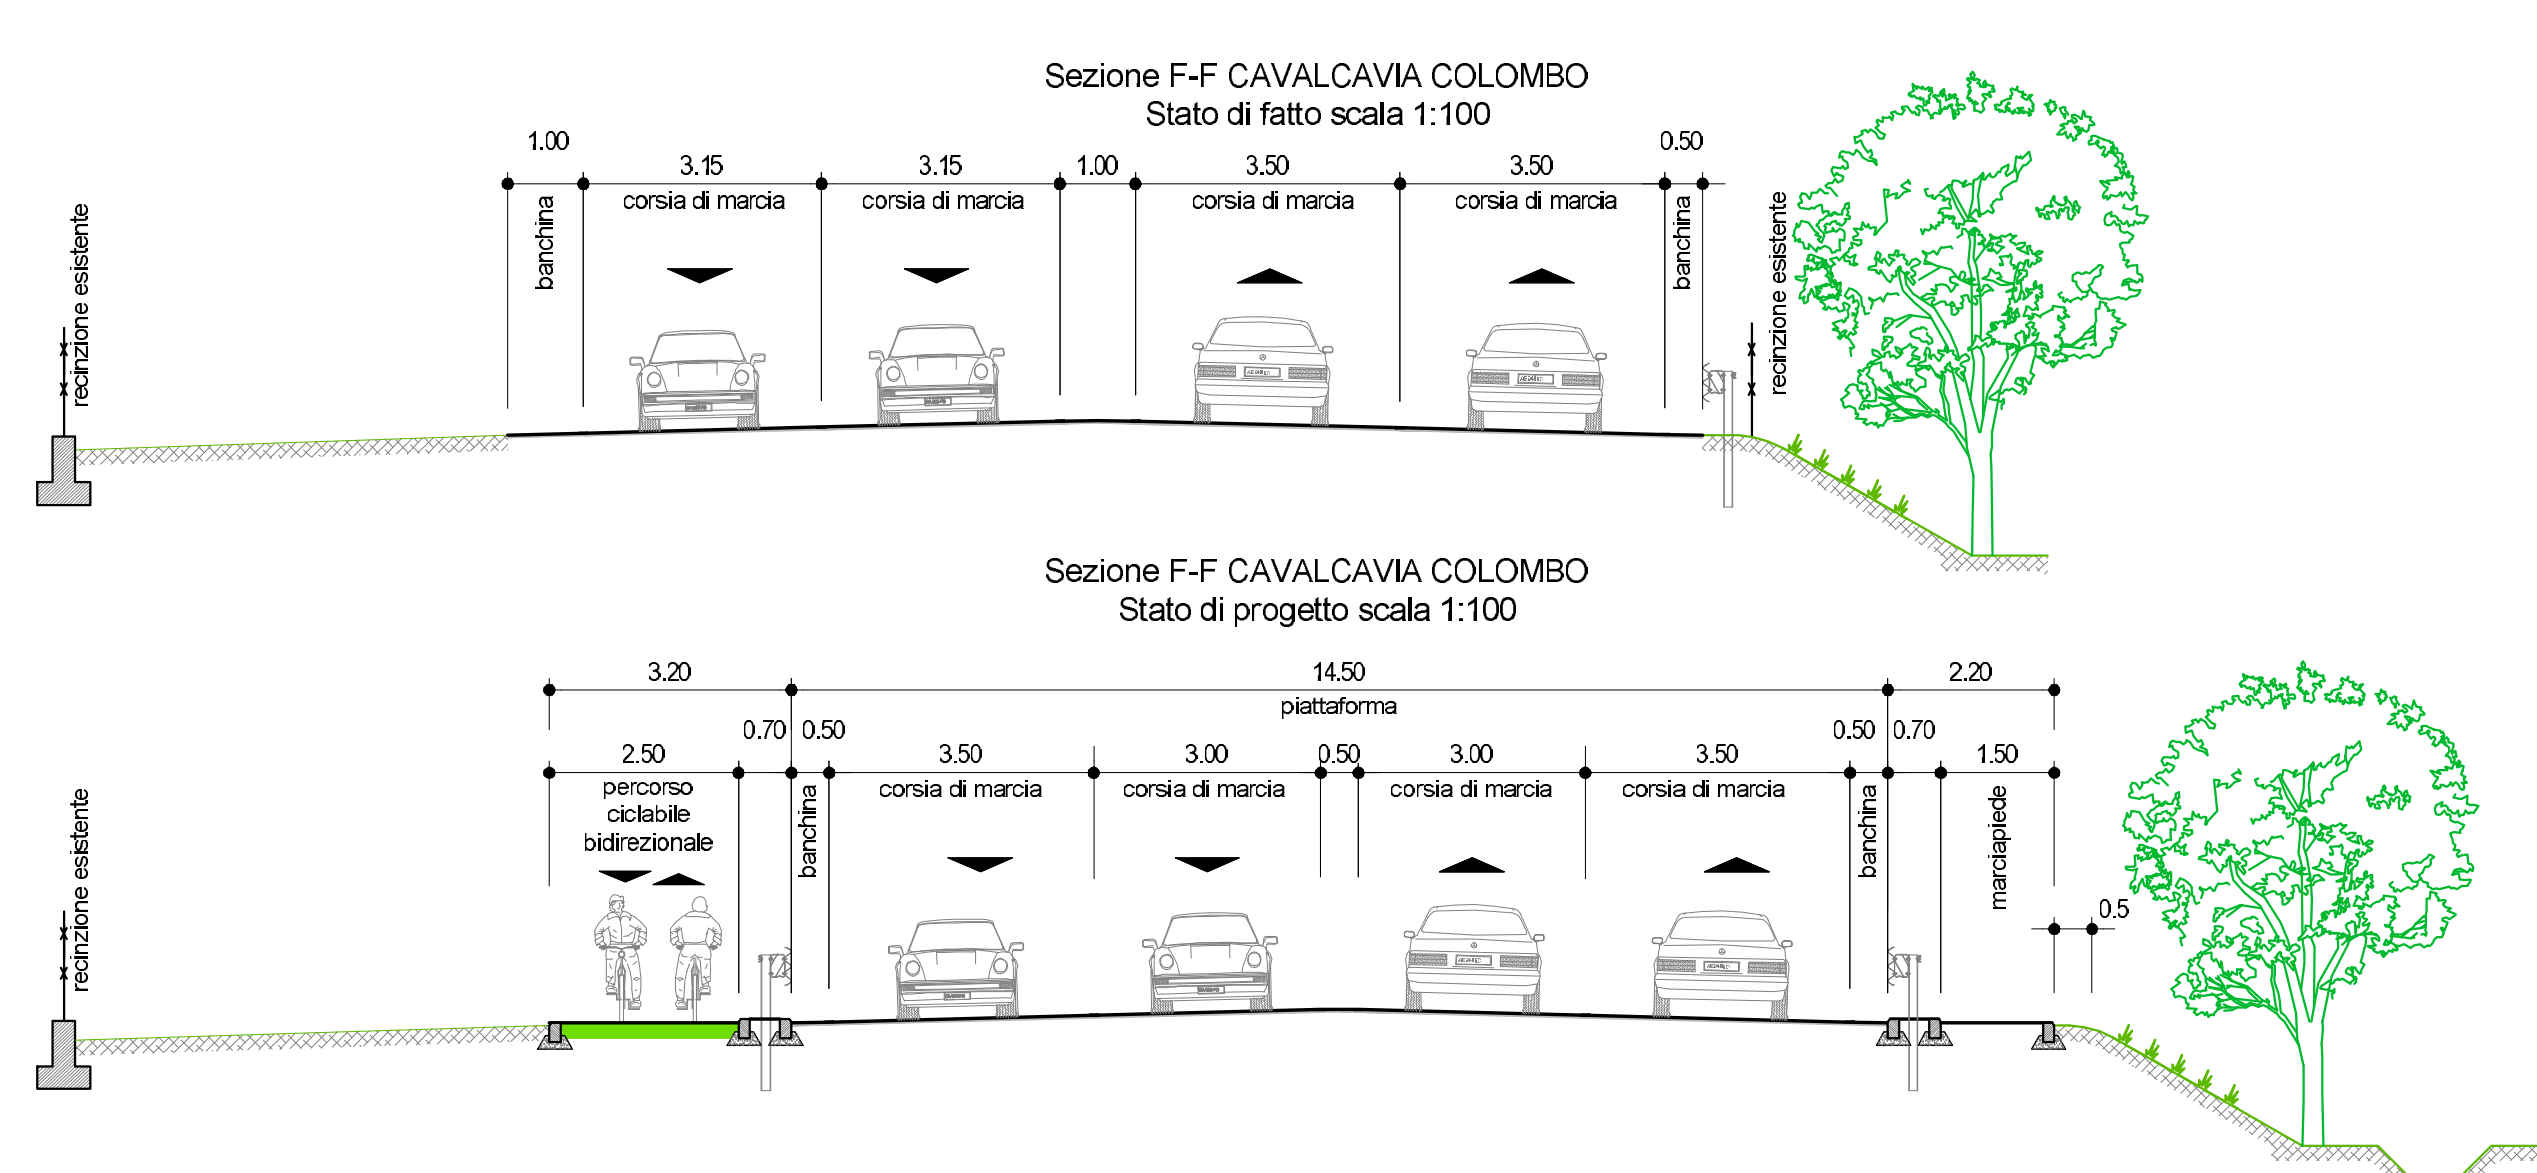 Sezione F-F CAVALCAVIA COLOMBO
Stato di fatto scala 1:100
1.00
3.15
3.15
1.00
3.50
3.50
0.50
banchina
corsia di marcia
corsia di marcia
corsia di marcia
corsia di marcia
banchina
recinzione esistente
recinzione esistente
Sezione F-F CAVALCAVIA COLOMBO
Stato di progetto scala 1:100
3.20
14.50
2.20
piattaforma
0.70
0.50
0.50
0.70
2.50
3.50
3.00
0.50
3.00
3.50
1.50
percorso
ciclabile
bidirezionale
banchina
corsia di marcia
corsia di marcia
corsia di marcia
corsia di marcia
banchina
marciapiede
0.5
recinzione esistente